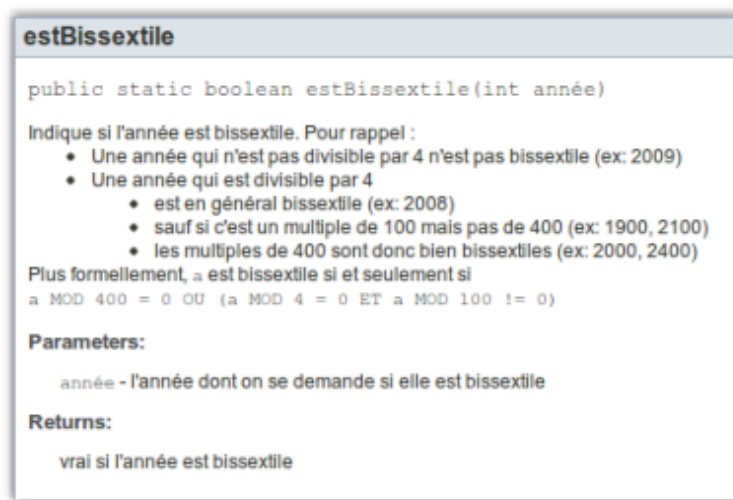 estBissextile
public static boolean estBissextile(int année)
Indique si l'année est bissextile. Pour rappel :
• Une année qui n'est pas divisible par 4 n'est pas bissextile (ex: 2009)
• Une année qui est divisible par 4
• est en général bissextile (ex: 2008)
• sauf si c'est un multiple de 100 mais pas de 400 (ex: 1900, 2100)
• les multiples de 400 sont donc bien bissextiles (ex: 2000, 2400)
Plus formellement, a est bissextile si et seulement si
a MOD 400 = 0 OU (a MOD 4 = 0 ET a MOD 100 != 0)
Parameters:
année - l'année dont on se demande si elle est bissextile
Returns:
vrai si l'année est bissextile